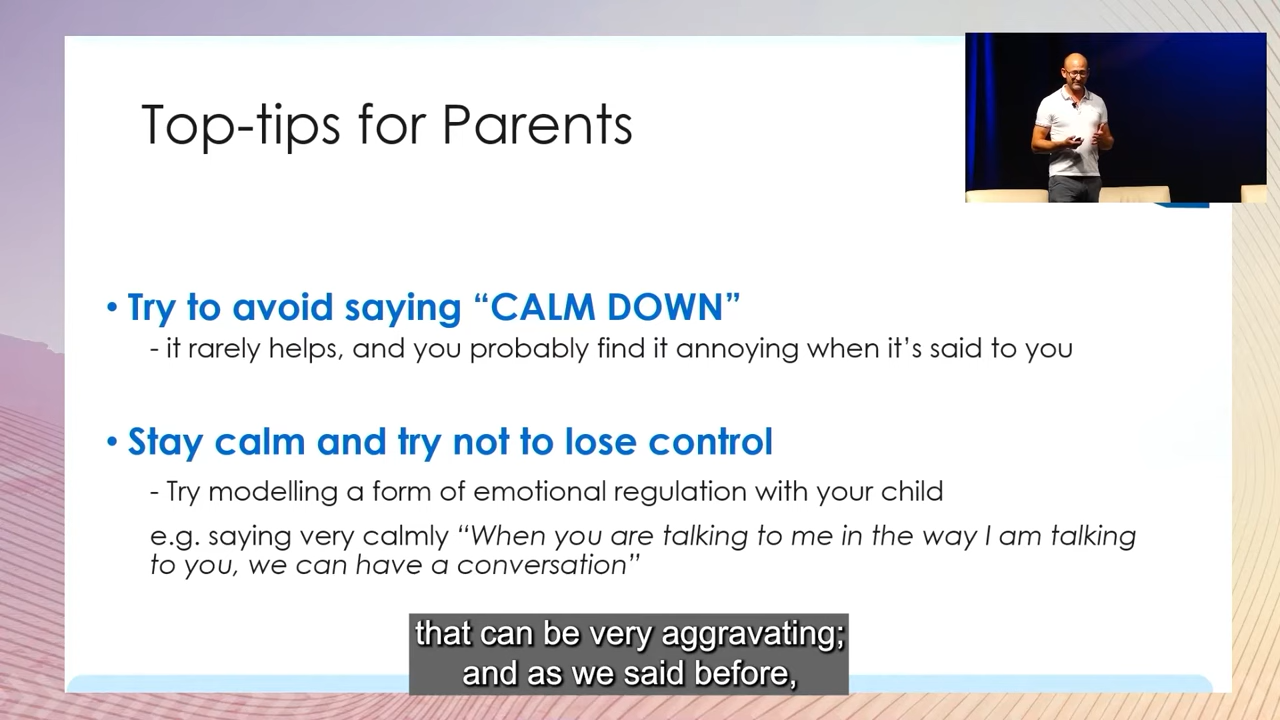 Top-tips for Parents
• Try to avoid saying “CALM DOWN”
- it rarely helps, and you probably find it annoying when it’s said to you
• Stay calm and try not to lose control
- Try modelling a form of emotional regulation with your child
e.g. saying very calmly “When you are talking to me in the way I am talking
to you, we can have a conversation”
that can be very aggravating;
and as we said before,